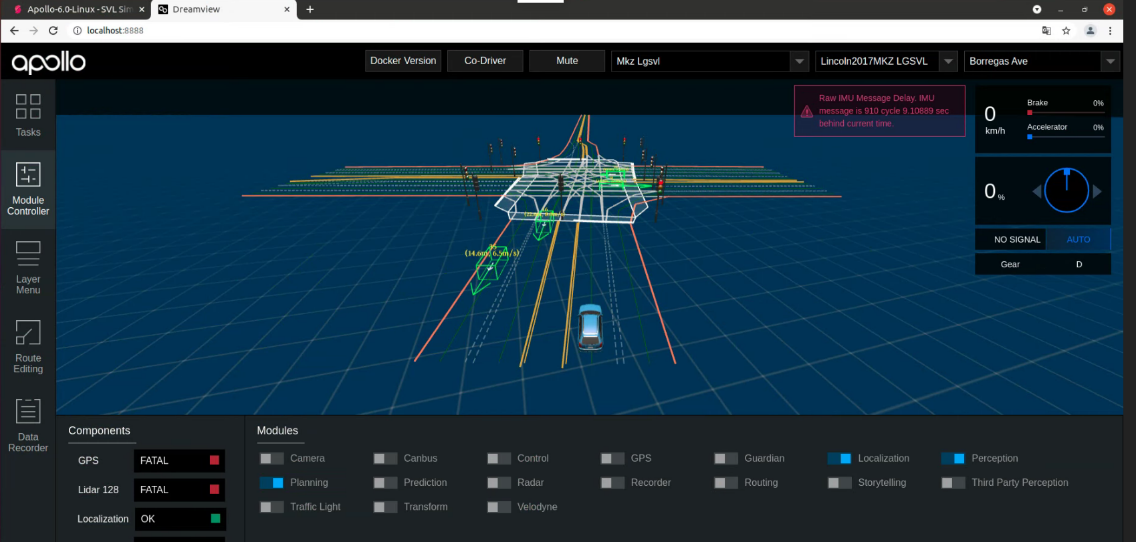 Apollo-6.0-Linux - SVL Sim
Dreamview
localhost:8888
apollo
Docker Version
Co-Driver
Mute
Mkz Lgsvl
Lincoln2017MKZ LGSVL
Borregas Ave
Tasks
Module
Controller
Layer
Menu
Route
Editing
Data
Recorder
Raw IMU Message Delay. IMU
message is 910 cycle 9.10889 sec
behind current time.
0
km/h
Brake 0%
Accelerator 0%
0 %
NO SIGNAL AUTO
Gear D
(14.6m, 6.5m/s)
Components
GPS FATAL
Lidar 128 FATAL
Localization OK
Modules
Camera Canbus Control GPS Guardian Localization Perception
Planning Prediction Radar Recorder Routing Storytelling Third Party Perception
Traffic Light Transform Velodyne